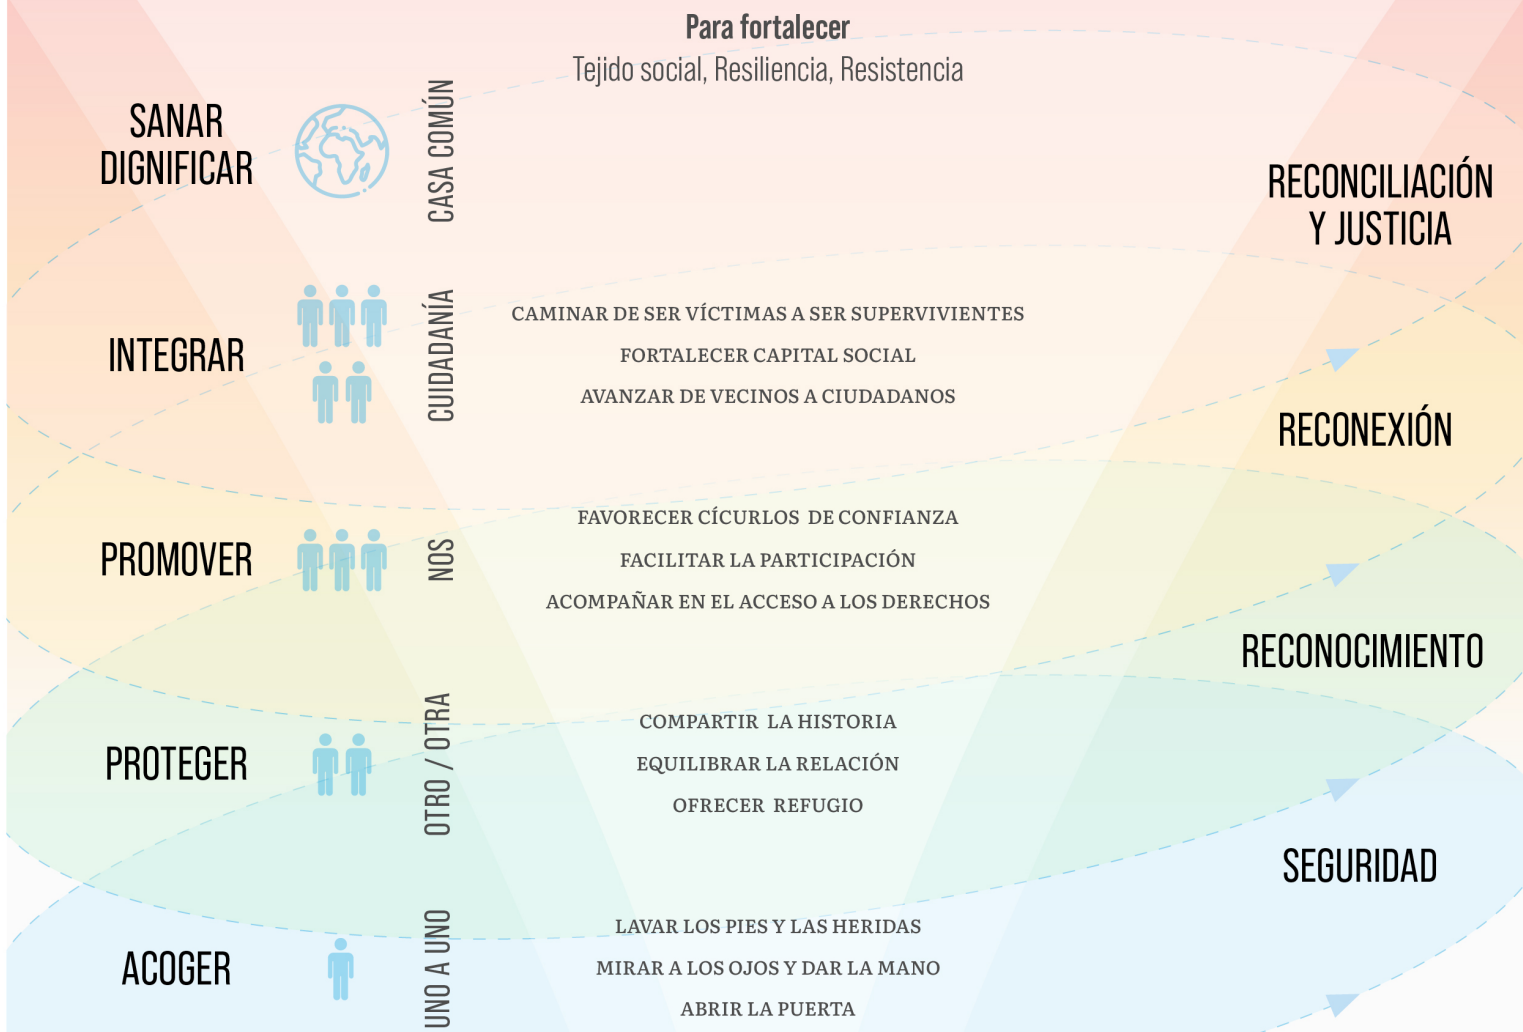 Para fortalecer
Tejido social, Resiliencia, Resistencia
SANAR
DIGNIFICAR
CASA COMÚN
RECONCILIACIÓN
Y JUSTICIA
INTEGRAR
CUIDADANÍA
CAMINAR DE SER VÍCTIMAS A SER SUPERVIVIENTES
FORTALECER CAPITAL SOCIAL
AVANZAR DE VECINOS A CIUDADANOS
RECONEXIÓN
PROMOVER
NOS
FAVORECER CÍCURLOS DE CONFIANZA
FACILITAR LA PARTICIPACIÓN
ACOMPAÑAR EN EL ACCESO A LOS DERECHOS
RECONOCIMIENTO
PROTEGER
OTRO / OTRA
COMPARTIR LA HISTORIA
EQUILIBRAR LA RELACIÓN
OFRECER REFUGIO
SEGURIDAD
ACOGER
UNO A UNO
LAVAR LOS PIES Y LAS HERIDAS
MIRAR A LOS OJOS Y DAR LA MANO
ABRIR LA PUERTA